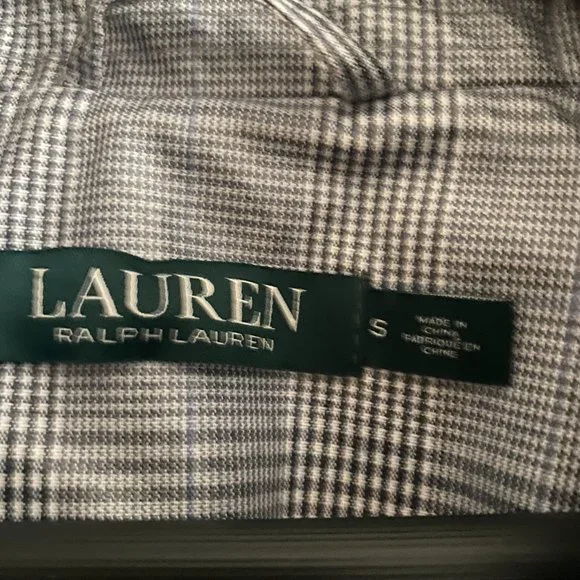 LAUREN
RALPH LAUREN
S
MADE IN
CHINA
FABRIQUÉ EN
CHINE